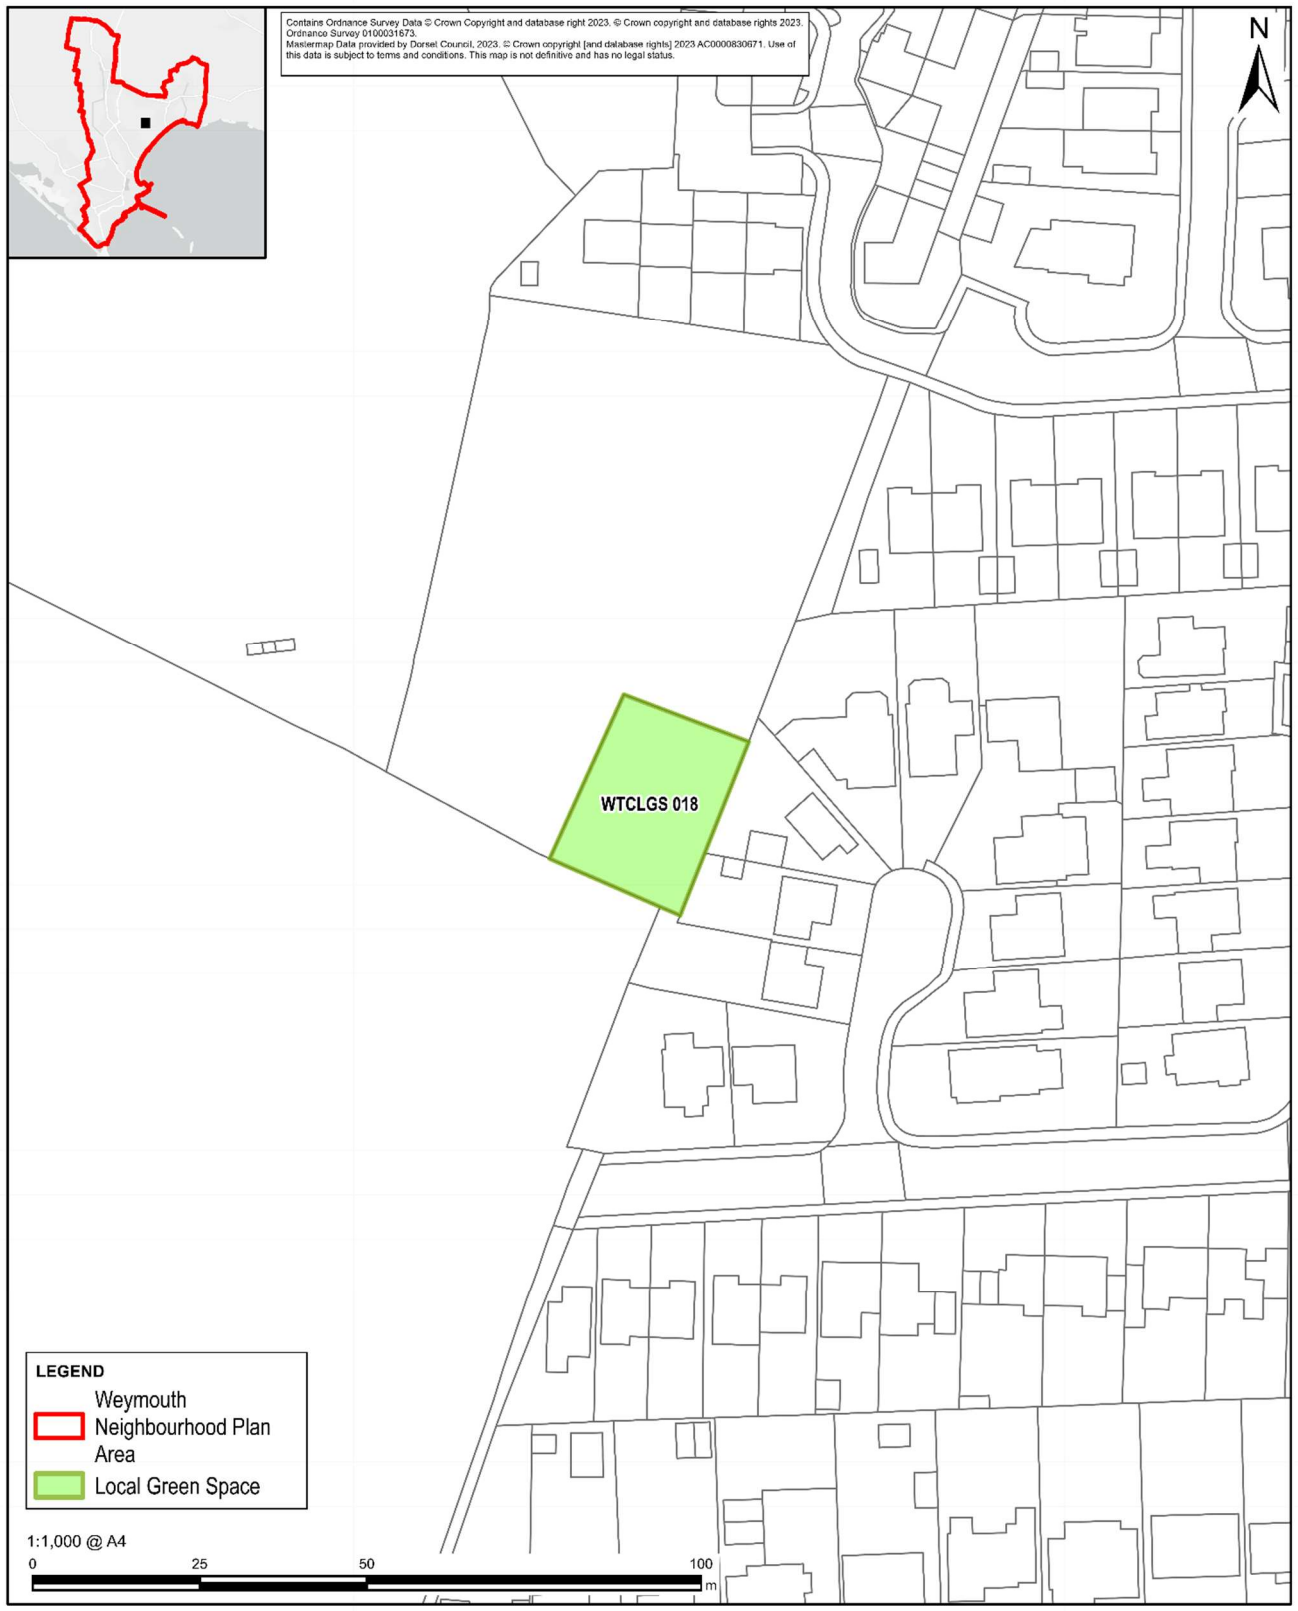 Contains Ordnance Survey Data © Crown Copyright and database right 2023. © Crown copyright and database rights 2023.
Ordnance Survey 0100031673.
Mastermap Data provided by Dorset Council, 2023. © Crown copyright [and database rights] 2023 AC0000830671. Use of
this data is subject to terms and conditions. This map is not definitive and has no legal status.
N
WTCLGS 018
LEGEND
Weymouth
Neighbourhood Plan
Area
Local Green Space
1:1,000 @ A4
0 25 50 100
m